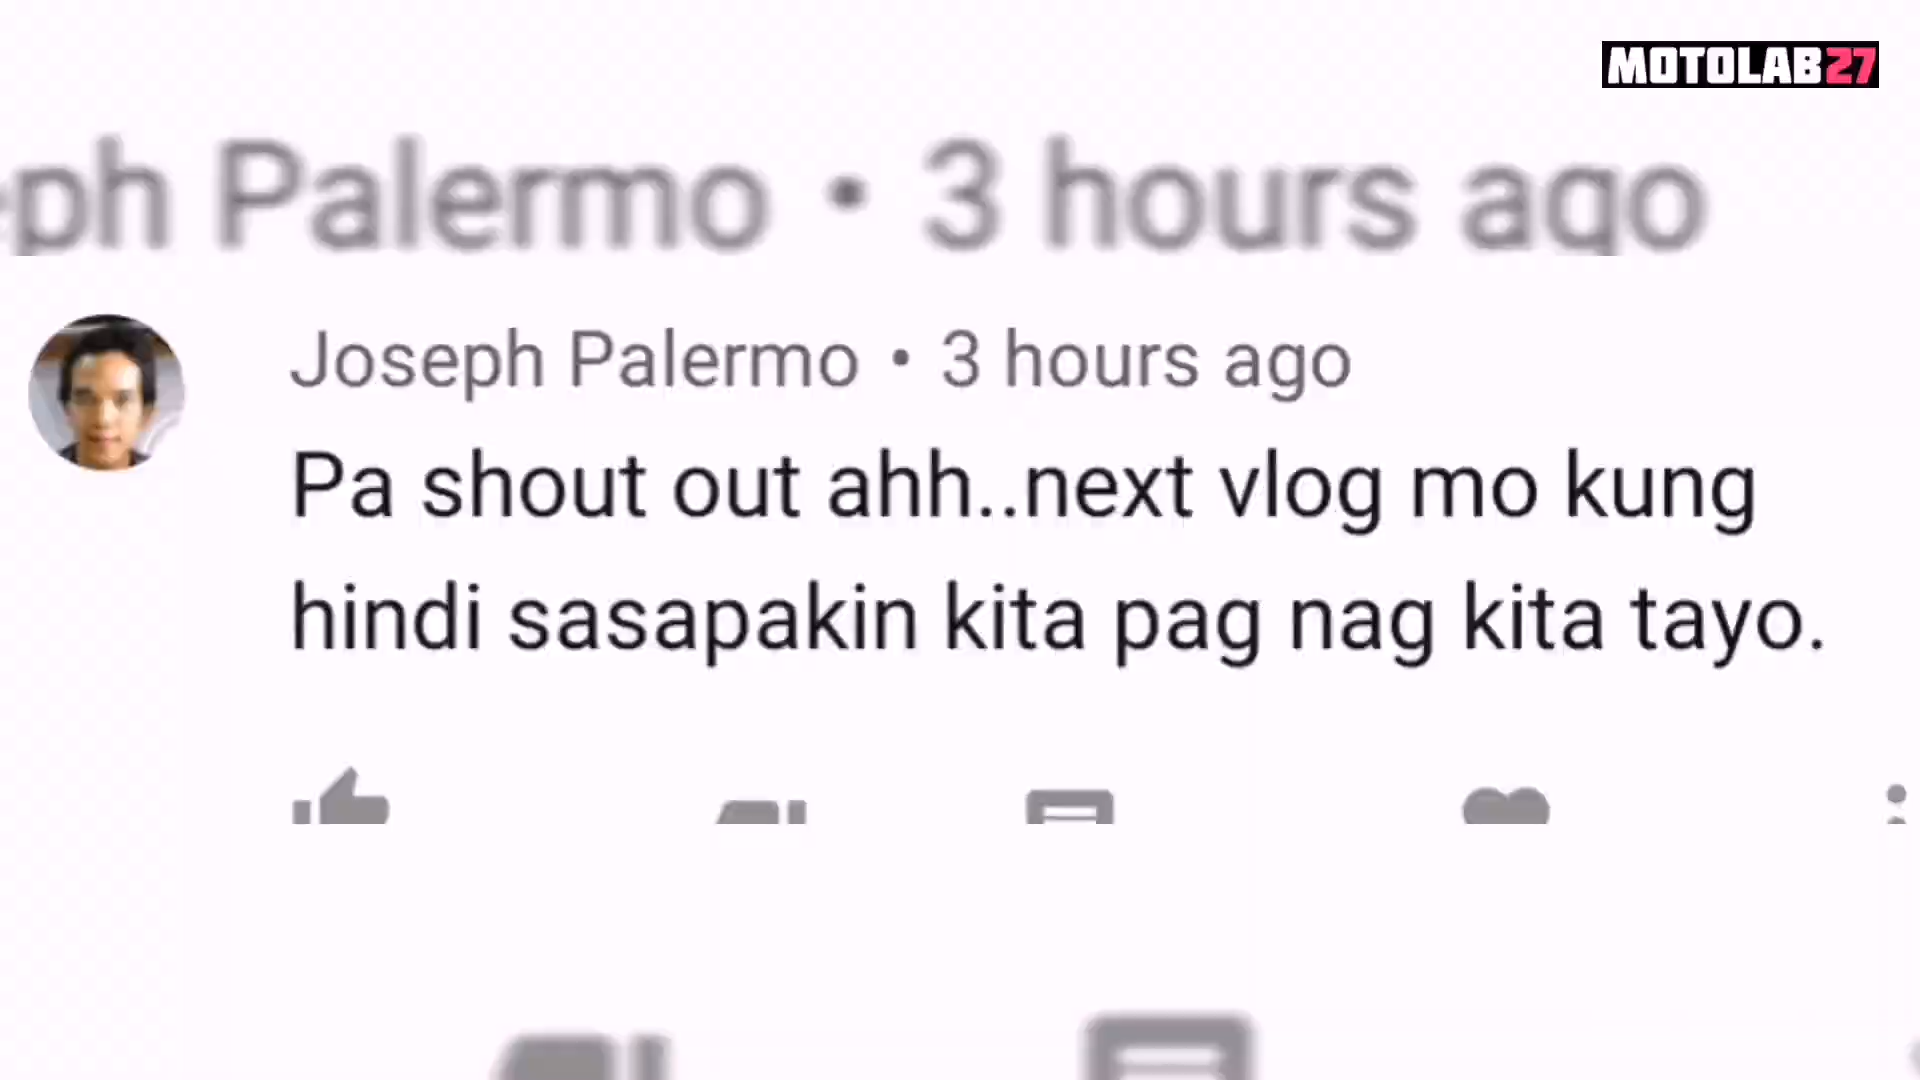 MOTOLAB27
ph Palermo • 3 hours ago
Joseph Palermo • 3 hours ago
Pa shout out ahh..next vlog mo kung
hindi sasapakin kita pag nag kita tayo.